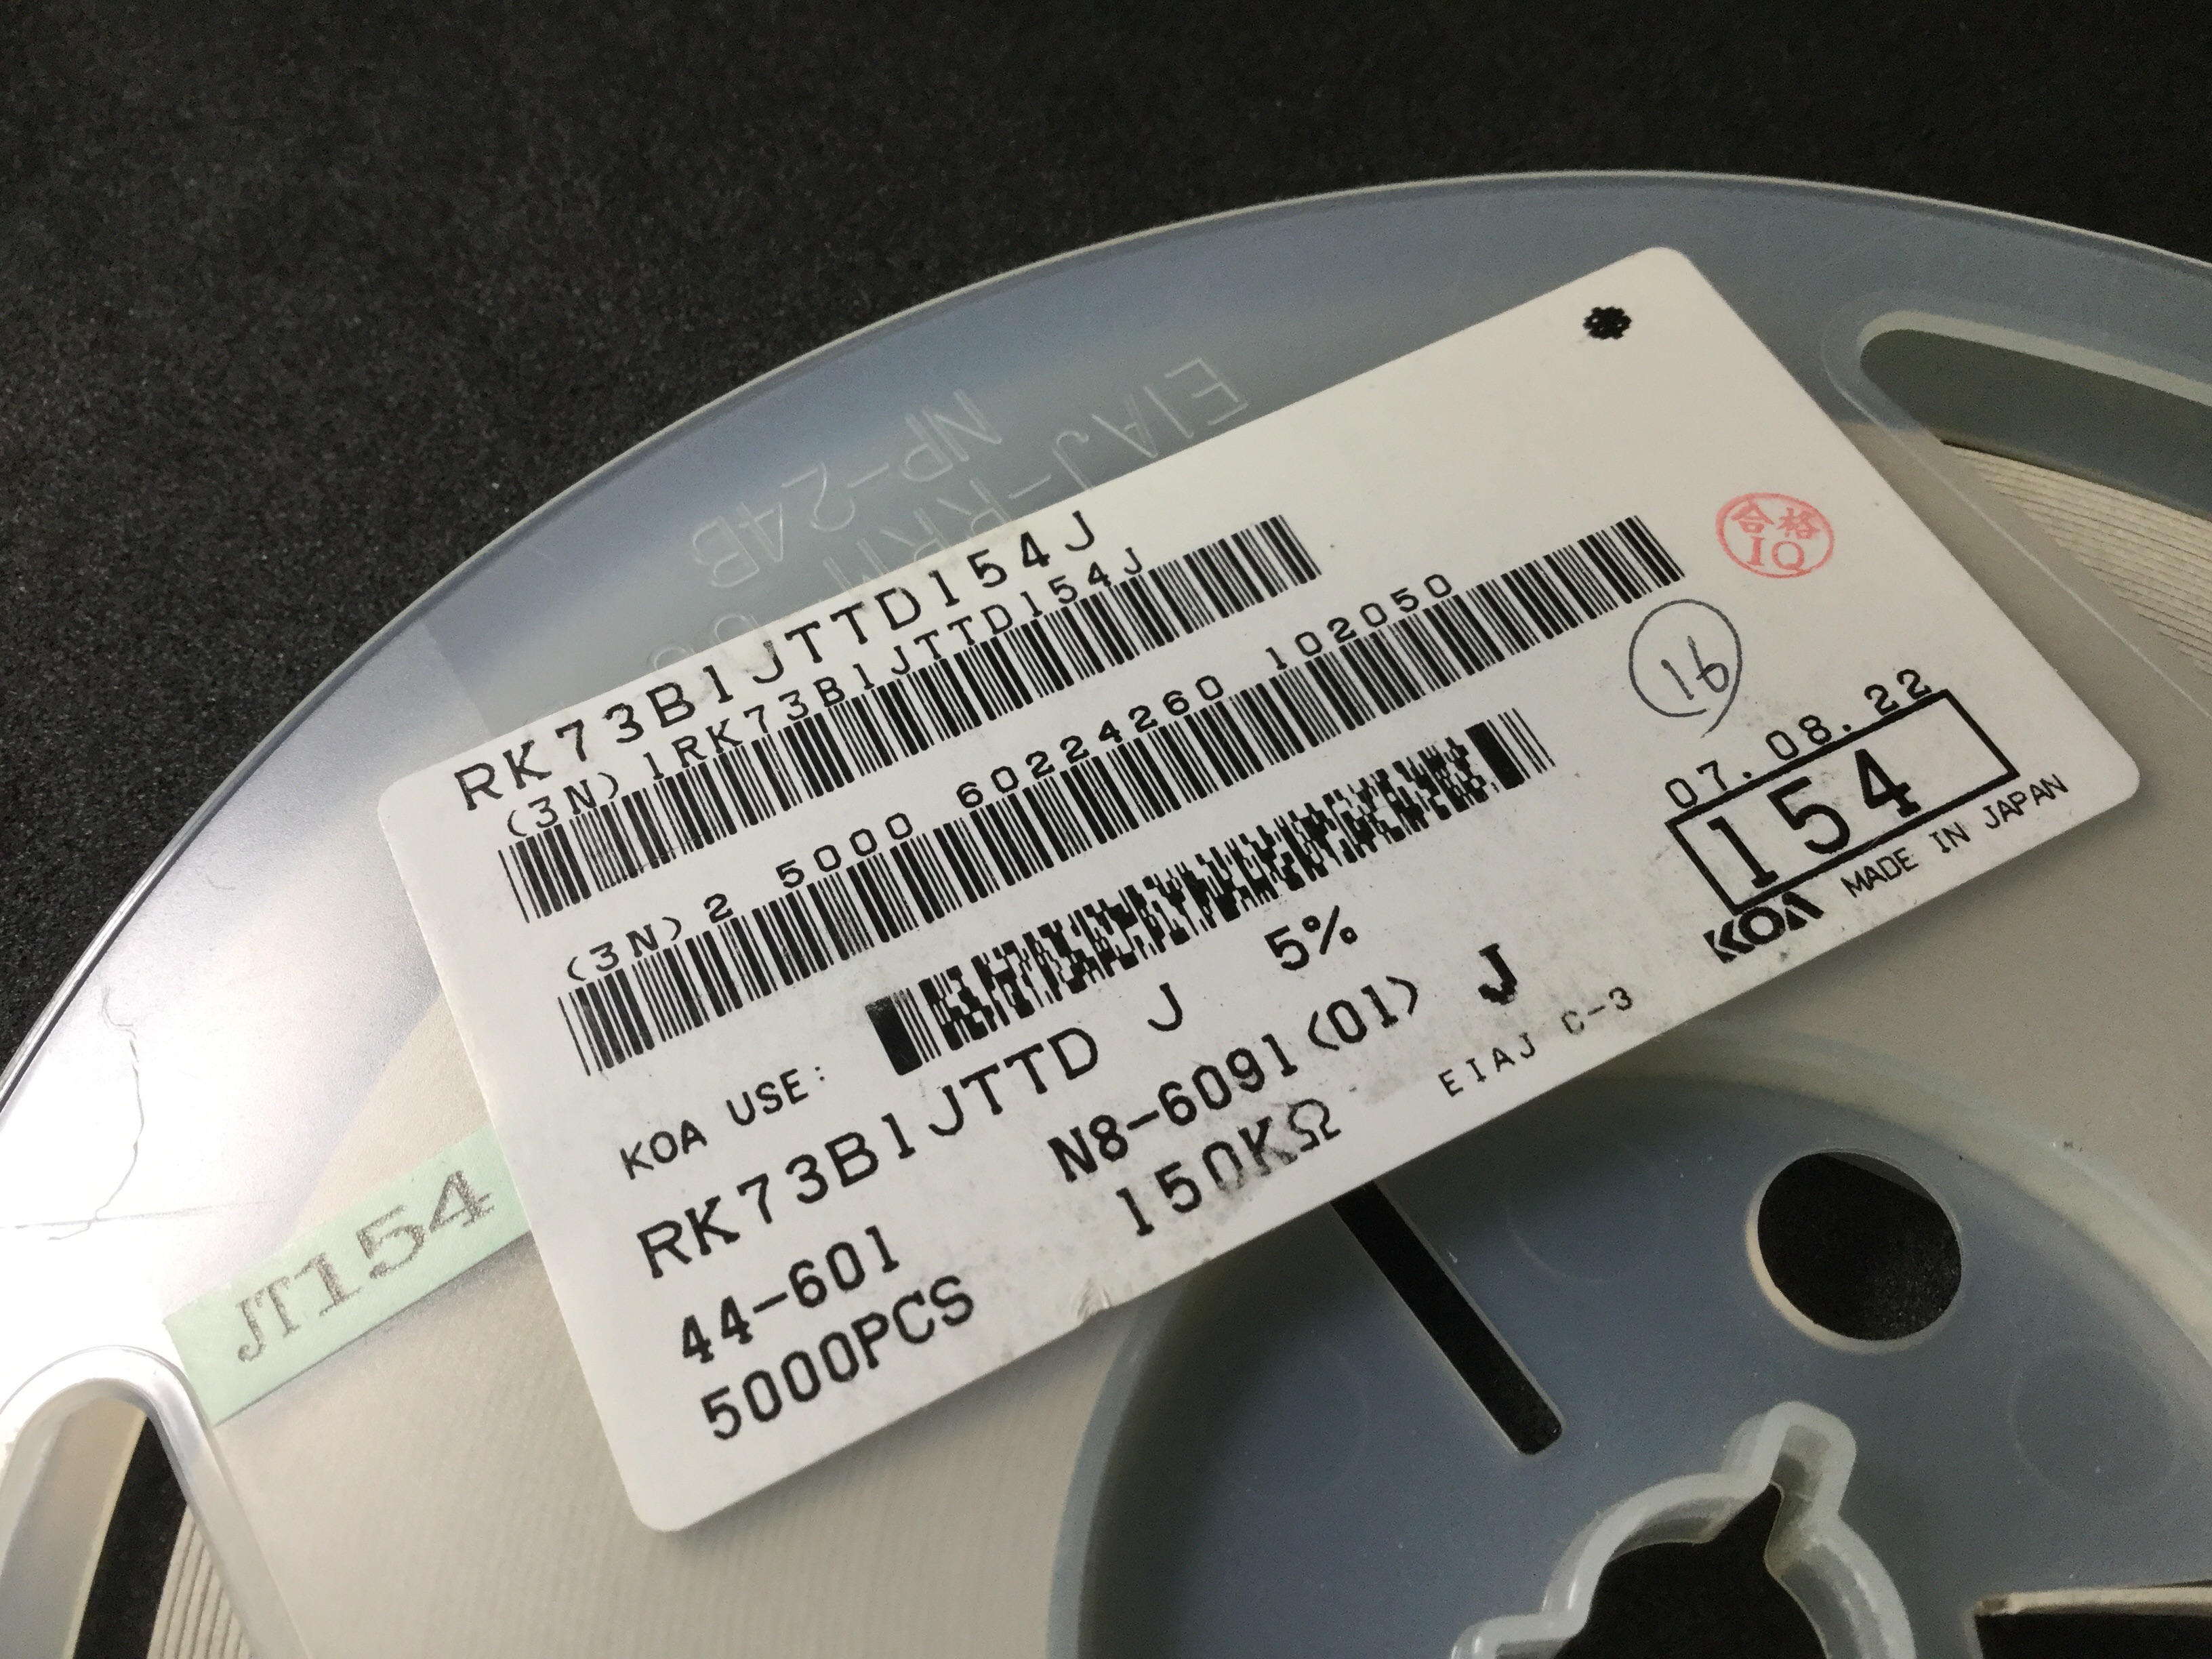 EIAJ-RRM
NP-24B
RK73B1JTTD154J
(3N)1RK73B1JTTD154J
(3N)2 5000 60224260 102050
合格
IQ
16
07.08.22
154
KOA MADE IN JAPAN
KOA USE:
RK73B1JTTD J 5%
44-601 N8-6091(01) J
5000PCS 150KΩ EIAJ C-3
JT154